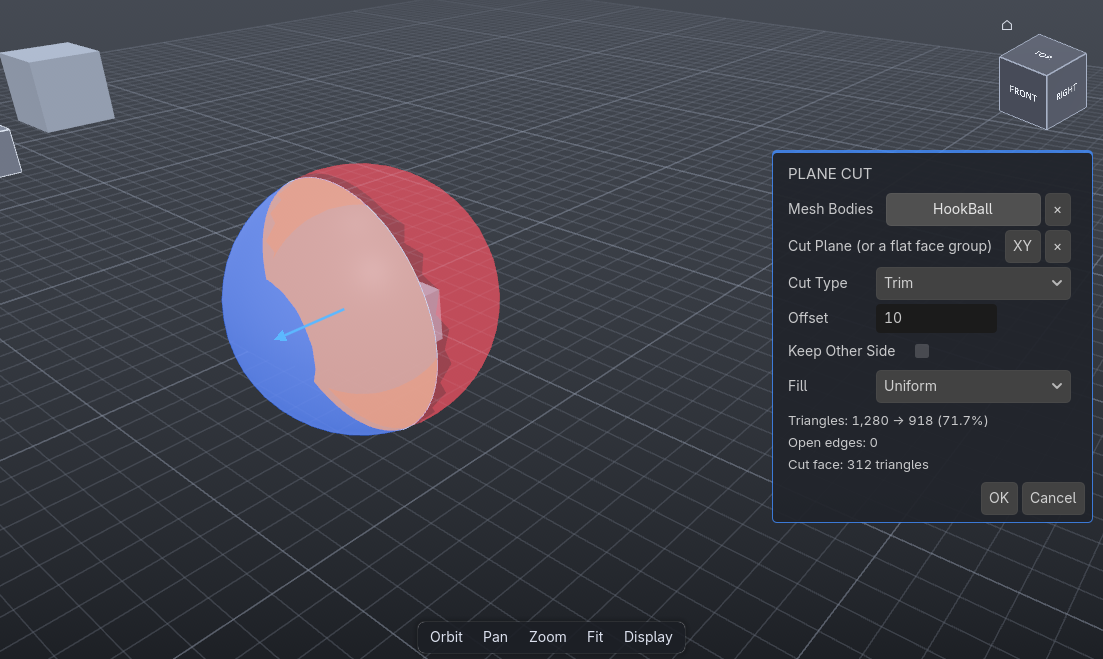 TOP
FRONT
RIGHT
PLANE CUT
Mesh Bodies HookBall ×
Cut Plane (or a flat face group) XY ×
Cut Type Trim
Offset 10
Keep Other Side
Fill Uniform
Triangles: 1,280 → 918 (71.7%)
Open edges: 0
Cut face: 312 triangles
OK Cancel
Orbit Pan Zoom Fit Display